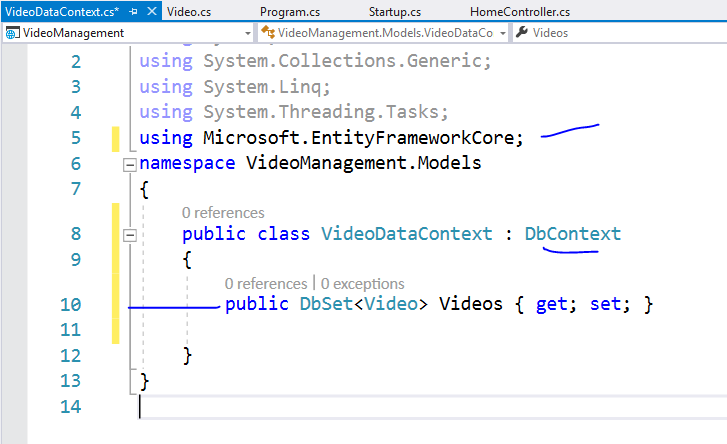 VideoDataContext.cs* Video.cs Program.cs Startup.cs HomeController.cs
VideoManagement VideoManagement.Models.VideoDataCo Videos
2 using System.Collections.Generic;
3 using System.Linq;
4 using System.Threading.Tasks;
5 using Microsoft.EntityFrameworkCore;
6 namespace VideoManagement.Models
7 {
0 references
8 public class VideoDataContext : DbContext
9 {
0 references | 0 exceptions
10 public DbSet<Video> Videos { get; set; }
11
12 }
13 }
14